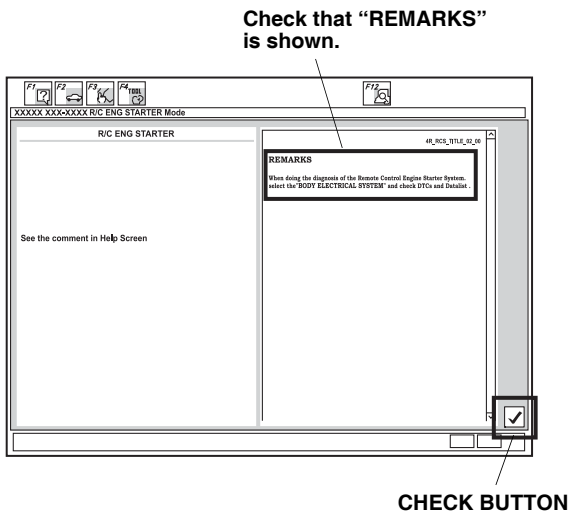 Check that “REMARKS”
is shown.
F1
F2
F3
F4
TOOL
F12
XXXXX XXX-XXXX R/C ENG STARTER Mode
R/C ENG STARTER
4R_RCS_TITLE_02_00
REMARKS
When doing the diagnosis of the Remote Control Engine Starter System.
select the"BODY ELECTRICAL SYSTEM" and check DTCs and Datalist .
See the comment in Help Screen
CHECK BUTTON